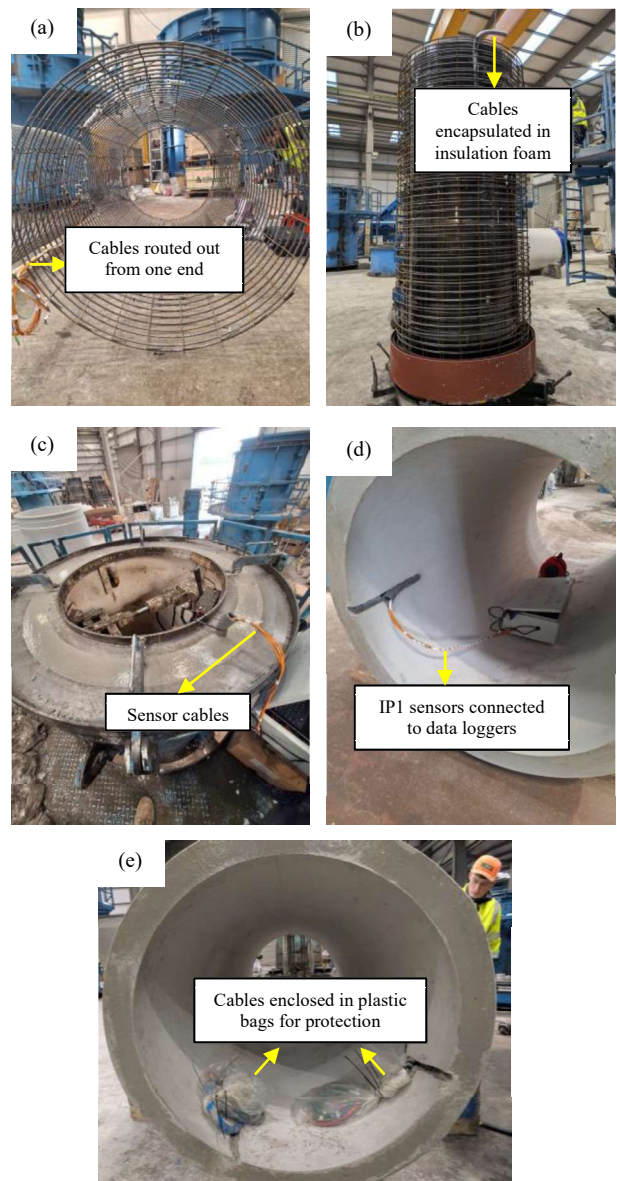 (a)
Cables routed out
from one end
(b)
Cables
encapsulated in
insulation foam
(c)
Sensor cables
(d)
IP1 sensors connected
to data loggers
(e)
Cables enclosed in plastic
bags for protection